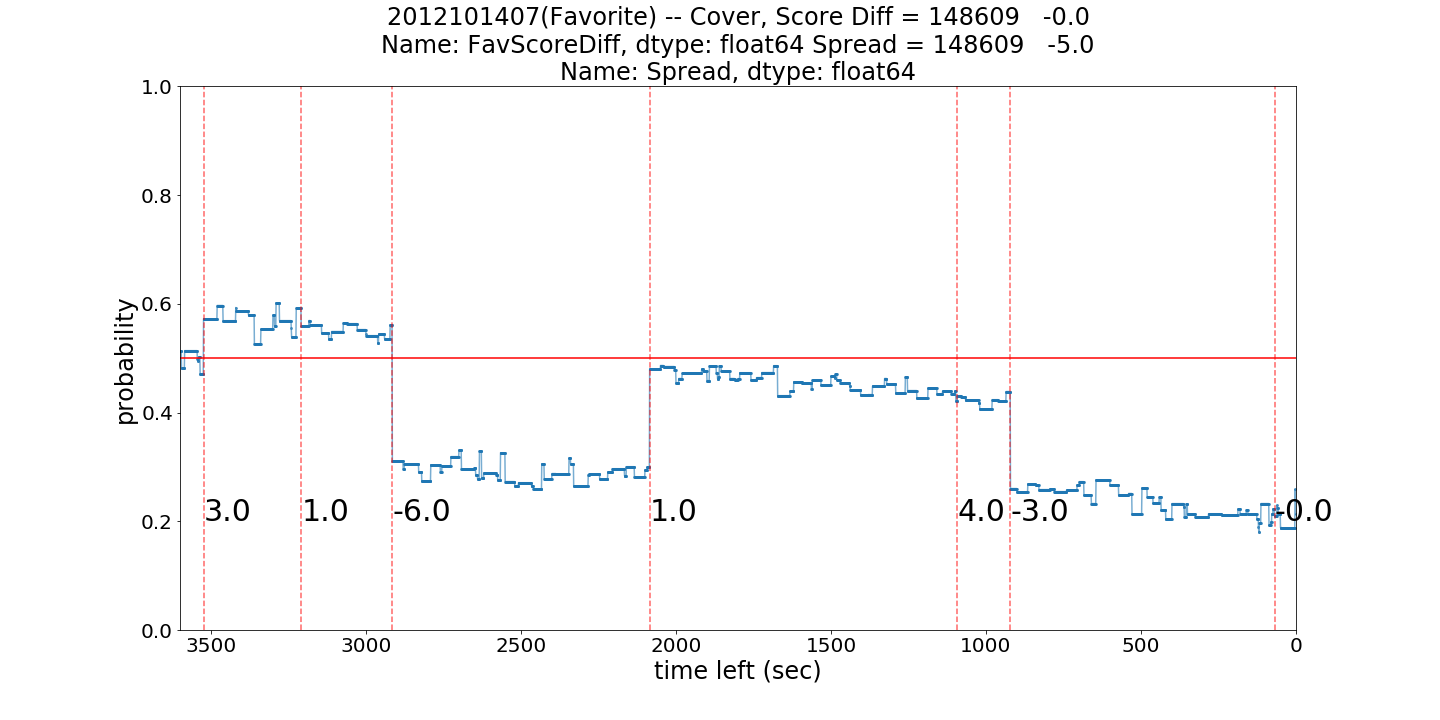 2012101407(Favorite) -- Cover, Score Diff = 148609   -0.0
Name: FavScoreDiff, dtype: float64 Spread = 148609   -5.0
Name: Spread, dtype: float64
probability
1.0
0.8
0.6
0.4
0.2
0.0
3.0 1.0 -6.0 1.0 4.0 -3.0 -0.0
3500 3000 2500 2000 1500 1000 500 0
time left (sec)